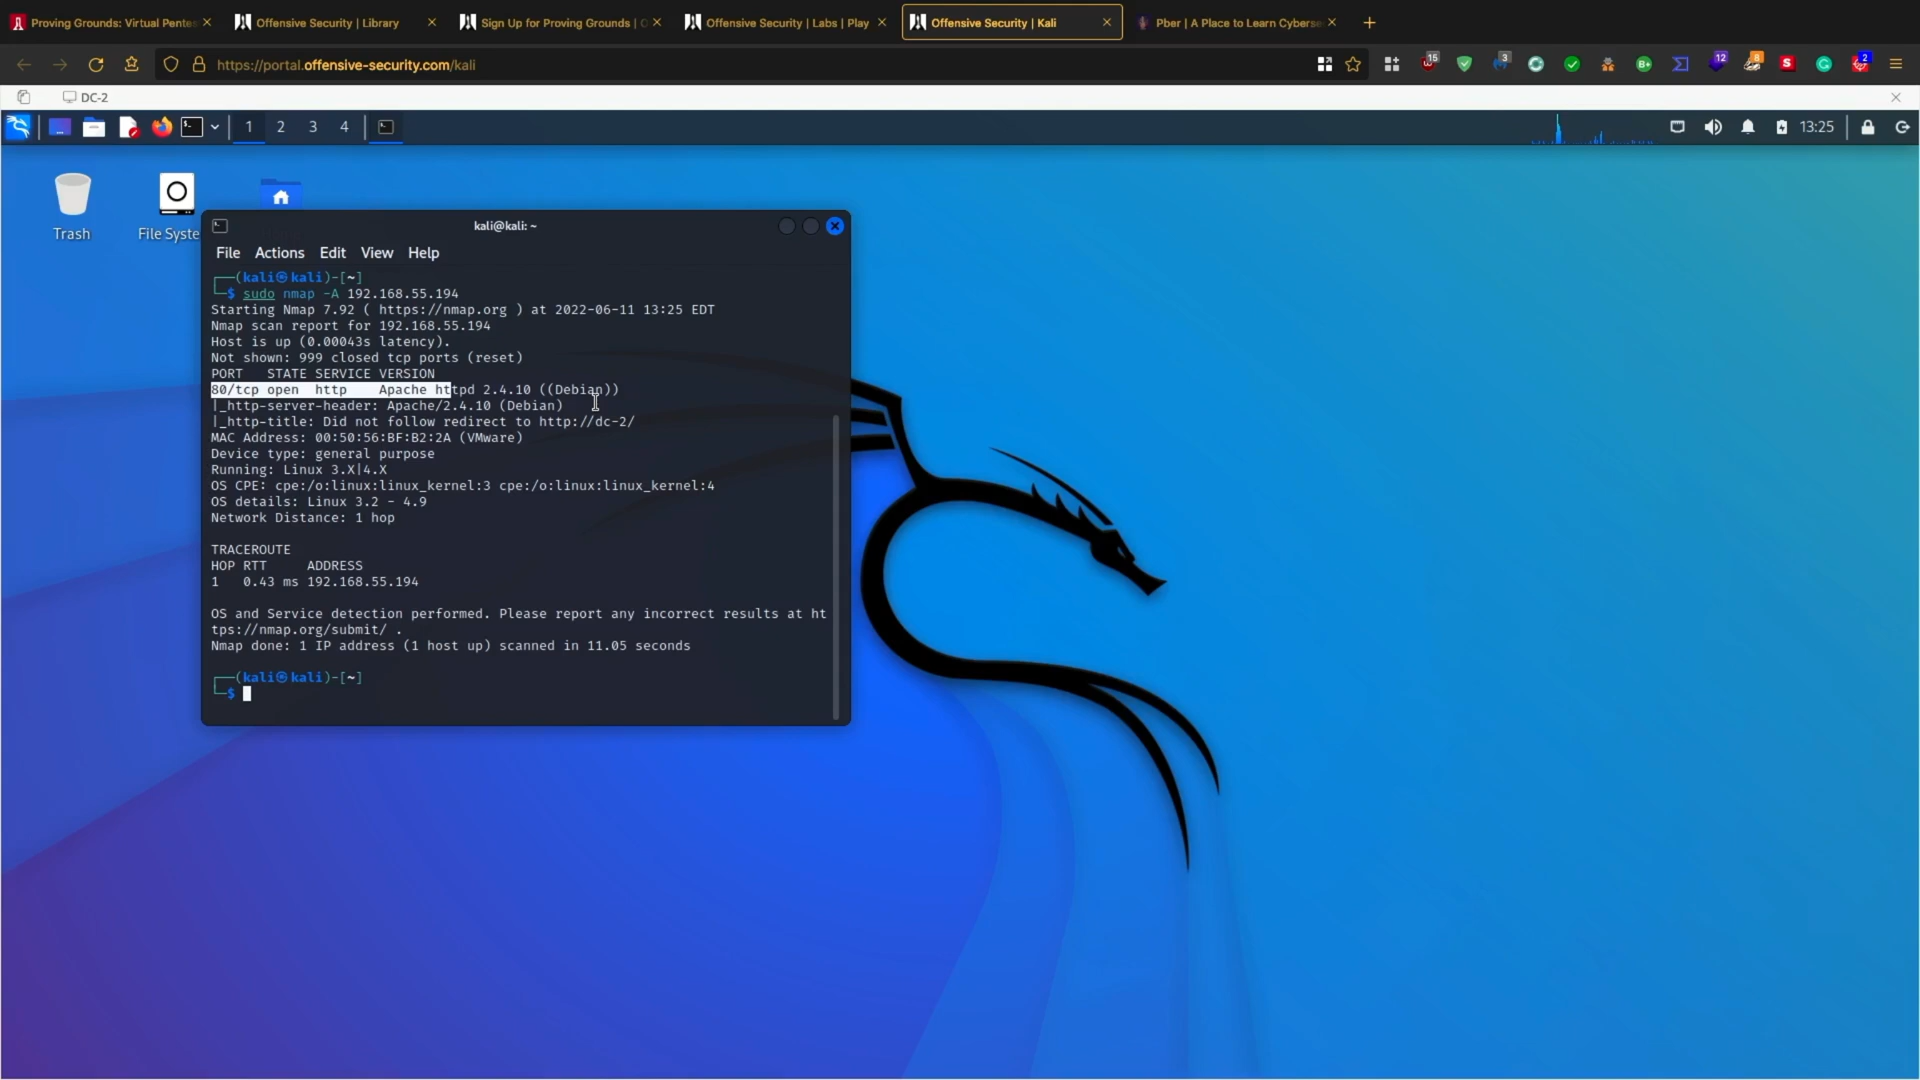 Proving Grounds: Virtual Pentes
Offensive Security | Library
Sign Up for Proving Grounds | O
Offensive Security | Labs | Play
Offensive Security | Kali
Pber | A Place to Learn Cyberse
https://portal.offensive-security.com/kali
15
3
12
8
2
DC-2
1 2 3 4
13:25
Trash
File Syste
kali@kali: ~
File Actions Edit View Help
┌──(kali㉿kali)-[~]
└─$ sudo nmap -A 192.168.55.194
Starting Nmap 7.92 ( https://nmap.org ) at 2022-06-11 13:25 EDT
Nmap scan report for 192.168.55.194
Host is up (0.00043s latency).
Not shown: 999 closed tcp ports (reset)
PORT   STATE SERVICE VERSION
80/tcp open  http    Apache httpd 2.4.10 ((Debian))
|_http-server-header: Apache/2.4.10 (Debian)
|_http-title: Did not follow redirect to http://dc-2/
MAC Address: 00:50:56:BF:B2:2A (VMware)
Device type: general purpose
Running: Linux 3.X|4.X
OS CPE: cpe:/o:linux:linux_kernel:3 cpe:/o:linux:linux_kernel:4
OS details: Linux 3.2 - 4.9
Network Distance: 1 hop
TRACEROUTE
HOP RTT     ADDRESS
1   0.43 ms 192.168.55.194
OS and Service detection performed. Please report any incorrect results at ht
tps://nmap.org/submit/ .
Nmap done: 1 IP address (1 host up) scanned in 11.05 seconds
┌──(kali㉿kali)-[~]
└─$